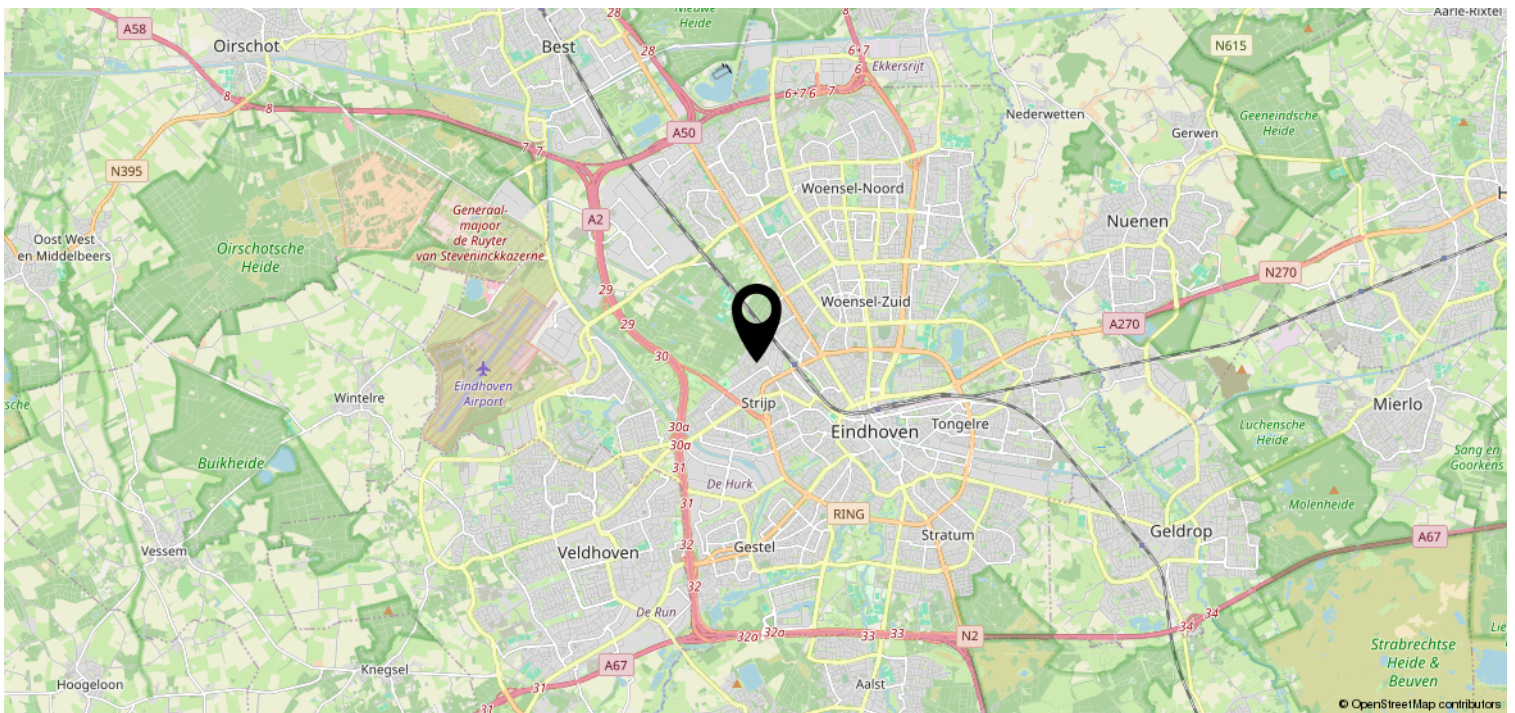 A58
28
Nieuwe
Heide
8
Aarle-Rixtel
Oirschot
Best
28
6+7
6
Ekkersrijt
N615
8
8
6+7
6
7
Nederwetten
Geeneindsche
Heide
Gerwen
A50
7
7
N395
Woensel-Noord
Generaal-
majoor
de Ruyter
van Steveninckkazerne
A2
Nuenen
Oost West
en Middelbeers
Oirschotsche
Heide
N270
29
29
Woensel-Zuid
A270
30
Eindhoven
Airport
Wintelre
Strijp
sche
Mierlo
30a
30a
Eindhoven
Tongelre
Luchensche
Heide
Buikheide
31
Sang en
Goorkens
De Hurk
31
RING
Molenheide
Vessem
Veldhoven
32
Gestel
Stratum
Geldrop
A67
32
De Run
34
34
32a
32a
33
33
N2
Lie
Strabrechtse
Heide &
Beuven
Knegsel
A67
Hoogeloon
31
31
Aalst
© OpenStreetMap contributors